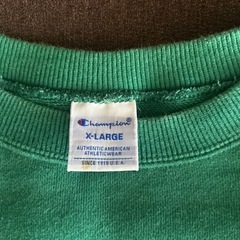 Champion
X-LARGE
AUTHENTIC AMERICAN
ATHLETICWEAR
SINCE 1919 U.S.A.